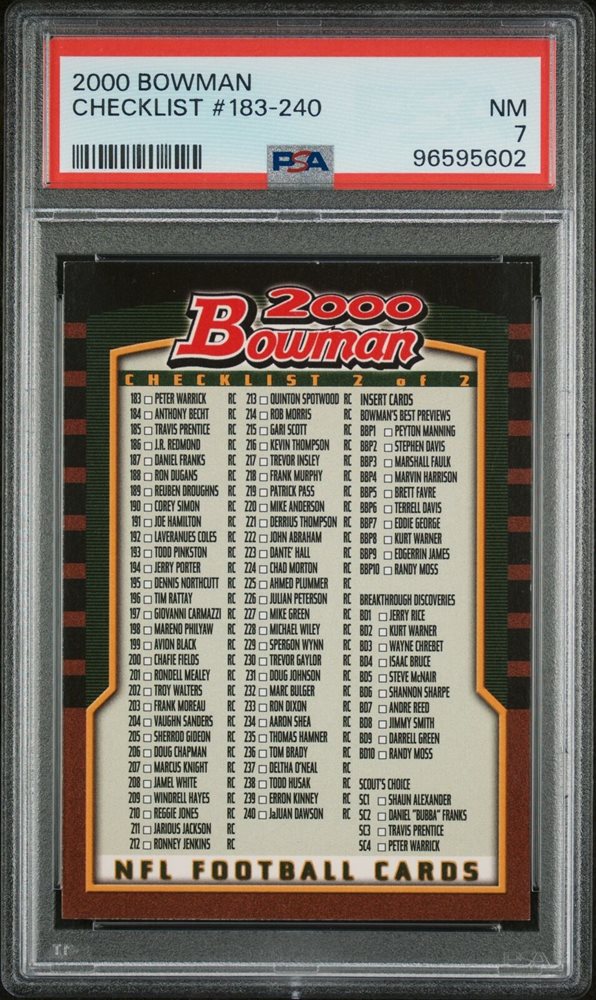 2000 BOWMAN
CHECKLIST #183-240
NM
7
PSA
96595602
2000
Bowman
CHECKLIST 2 of 2
183 PETER WARRICK RC
184 ANTHONY BECHT RC
185 TRAVIS PRENTICE RC
186 J.R. REDMOND RC
187 DANIEL FRANKS RC
188 RON DUGANS RC
189 REUBEN DROUGHNS RC
190 COREY SIMON RC
191 JOE HAMILTON RC
192 LAVERANUES COLES RC
193 TODD PINKSTON RC
194 JERRY PORTER RC
195 DENNIS NORTHCUTT RC
196 TIM RATTAY RC
197 GIOVANNI CARMAZZI RC
198 MARENO PHILYAW RC
199 AVION BLACK RC
200 CHAFIE FIELDS RC
201 RONDELL MEALEY RC
202 TROY WALTERS RC
203 FRANK MOREAU RC
204 VAUGHN SANDERS RC
205 SHERROD GIDEON RC
206 DOUG CHAPMAN RC
207 MARCUS KNIGHT RC
208 JAMEL WHITE RC
209 WINDRELL HAYES RC
210 REGGIE JONES RC
211 JARIOUS JACKSON RC
212 RONNEY JENKINS RC
213 QUINTON SPOTWOOD RC
214 ROB MORRIS RC
215 GARI SCOTT RC
216 KEVIN THOMPSON RC
217 TREVOR INSLEY RC
218 FRANK MURPHY RC
219 PATRICK PASS RC
220 MIKE ANDERSON RC
221 DERRIUS THOMPSON RC
222 JOHN ABRAHAM RC
223 DANTE' HALL RC
224 CHAD MORTON RC
225 AHMED PLUMMER RC
226 JULIAN PETERSON RC
227 MIKE GREEN RC
228 MICHAEL WILEY RC
229 SPERGON WYNN RC
230 TREVOR GAYLOR RC
231 DOUG JOHNSON RC
232 MARC BULGER RC
233 RON DIXON RC
234 AARON SHEA RC
235 THOMAS HAMNER RC
236 TOM BRADY RC
237 DELTHA O'NEAL RC
238 TODD HUSAK RC
239 ERRON KINNEY RC
240 JaJUAN DAWSON RC
INSERT CARDS
BOWMAN'S BEST PREVIEWS
BBP1 PEYTON MANNING
BBP2 STEPHEN DAVIS
BBP3 MARSHALL FAULK
BBP4 MARVIN HARRISON
BBP5 BRETT FAVRE
BBP6 TERRELL DAVIS
BBP7 EDDIE GEORGE
BBP8 KURT WARNER
BBP9 EDGERRIN JAMES
BBP10 RANDY MOSS
BREAKTHROUGH DISCOVERIES
BD1 JERRY RICE
BD2 KURT WARNER
BD3 WAYNE CHREBET
BD4 ISAAC BRUCE
BD5 STEVE McNAIR
BD6 SHANNON SHARPE
BD7 ANDRE REED
BD8 JIMMY SMITH
BD9 DARRELL GREEN
BD10 RANDY MOSS
SCOUT'S CHOICE
SC1 SHAUN ALEXANDER
SC2 DANIEL "BUBBA" FRANKS
SC3 TRAVIS PRENTICE
SC4 PETER WARRICK
NFL FOOTBALL CARDS
PSA